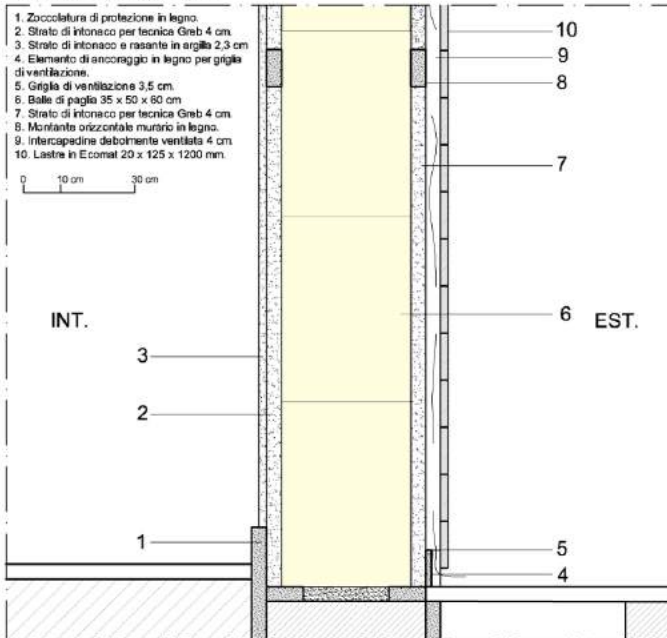 1. Zoccolatura di protezione in legno.
2. Strato di intonaco per tecnica Greb 4 cm.
3. Strato di intonaco e rasante in argilla 2,3 cm
4. Elemento di ancoraggio in legno per griglia
di ventilazione.
5. Griglia di ventilazione 3,5 cm.
6. Balle di paglia 35 x 50 x 60 cm
7. Strato di intonaco per tecnica Greb 4 cm.
8. Montante orizzontale murario in legno.
9. Intercapedine debolmente ventilata 4 cm.
10. Lastre in Ecomat 20 x 125 x 1200 mm.
0 10 cm 30 cm
10
9
8
7
6
INT.
EST.
3
2
1
5
4